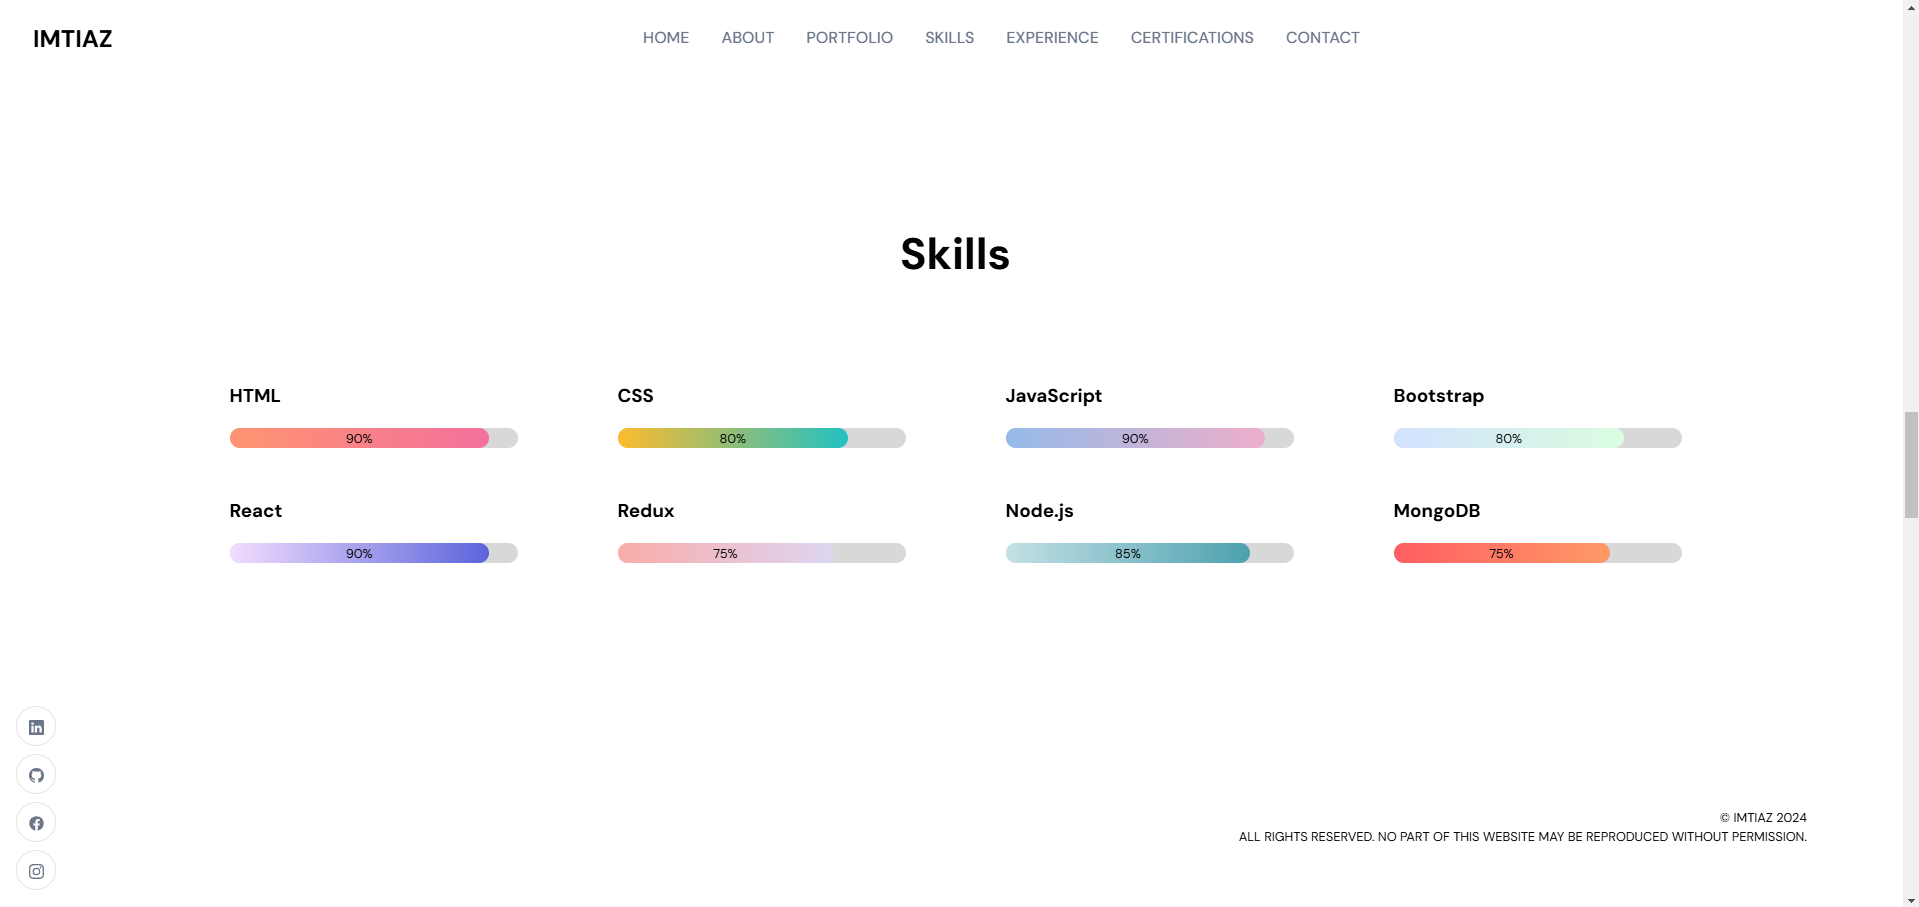 IMTIAZ
HOME ABOUT PORTFOLIO SKILLS EXPERIENCE CERTIFICATIONS CONTACT
Skills
HTML CSS JavaScript Bootstrap
90% 80% 90% 80%
React Redux Node.js MongoDB
90% 75% 85% 75%
© IMTIAZ 2024
ALL RIGHTS RESERVED. NO PART OF THIS WEBSITE MAY BE REPRODUCED WITHOUT PERMISSION.